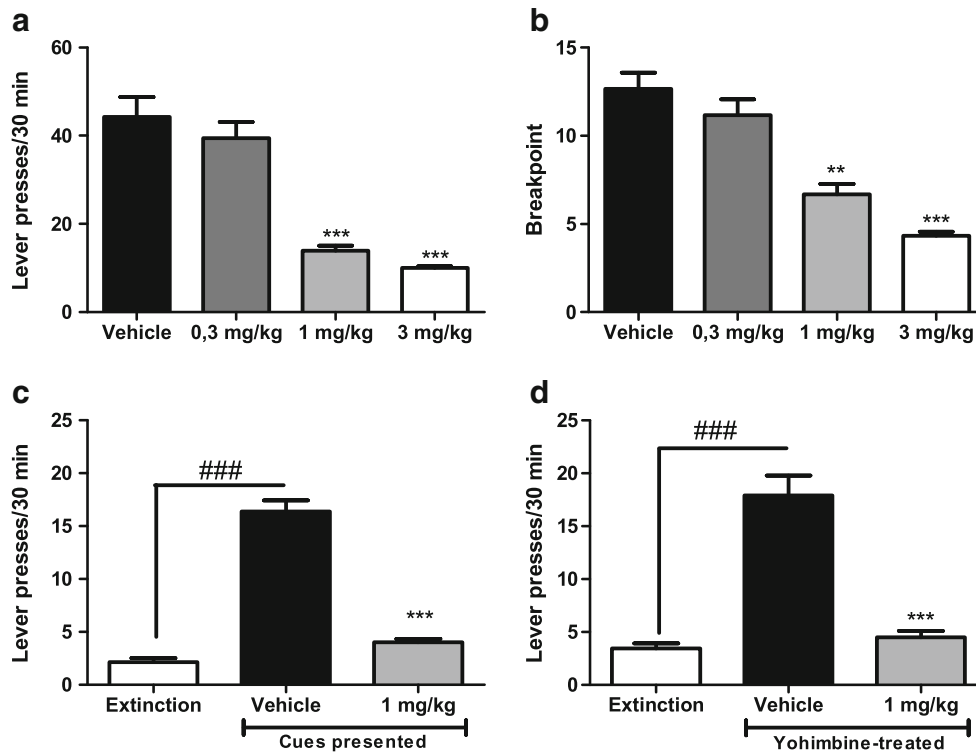 a
Lever presses/30 min
60
40
20
0
***
***
Vehicle 0,3 mg/kg 1 mg/kg 3 mg/kg
b
Breakpoint
15
10
5
0
**
***
Vehicle 0,3 mg/kg 1 mg/kg 3 mg/kg
c
Lever presses/30 min
25
20
15
10
5
0
###
***
Extinction Vehicle 1 mg/kg
Cues presented
d
Lever presses/30 min
25
20
15
10
5
0
###
***
Extinction Vehicle 1 mg/kg
Yohimbine-treated